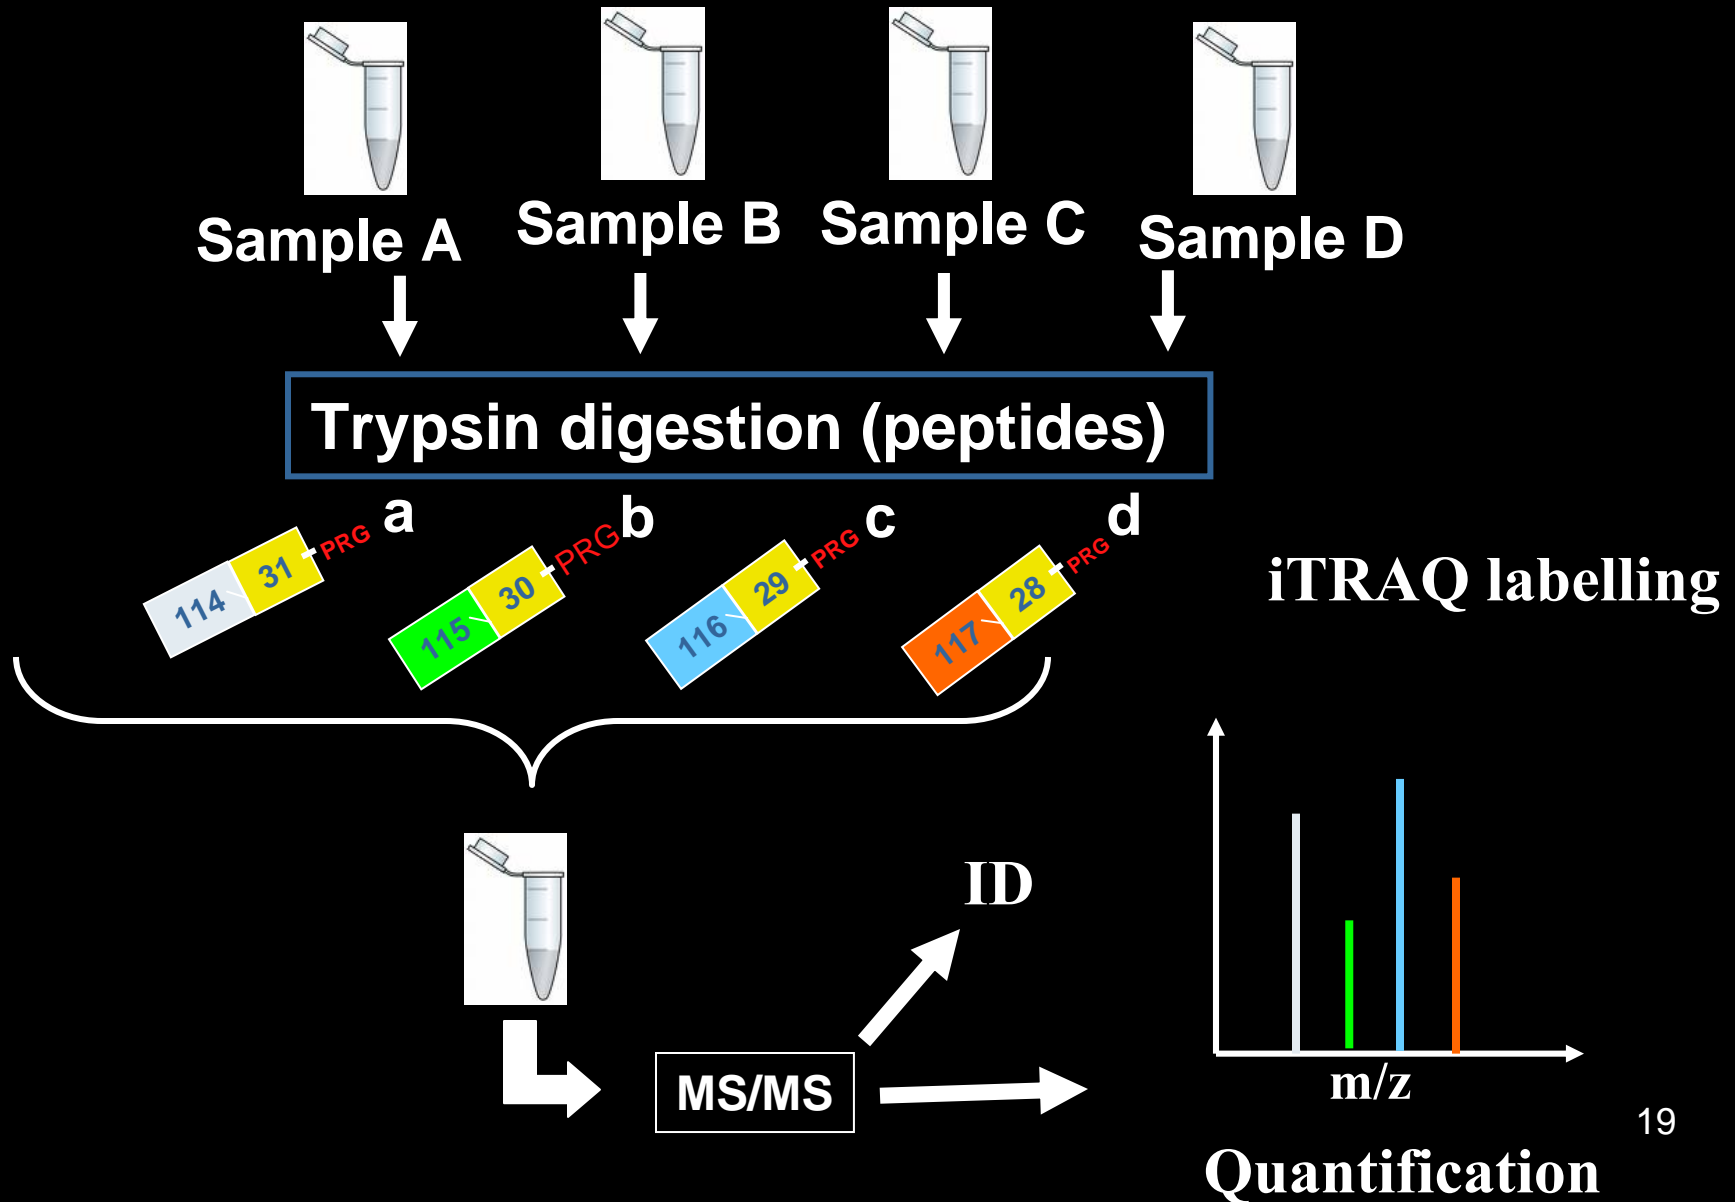 Sample A
Sample B
Sample C
Sample D
Trypsin digestion (peptides)
a
b
c
d
114 31 PRG
115 30 PRG
116 29 PRG
117 28 PRG
iTRAQ labelling
ID
MS/MS
m/z
19
Quantification